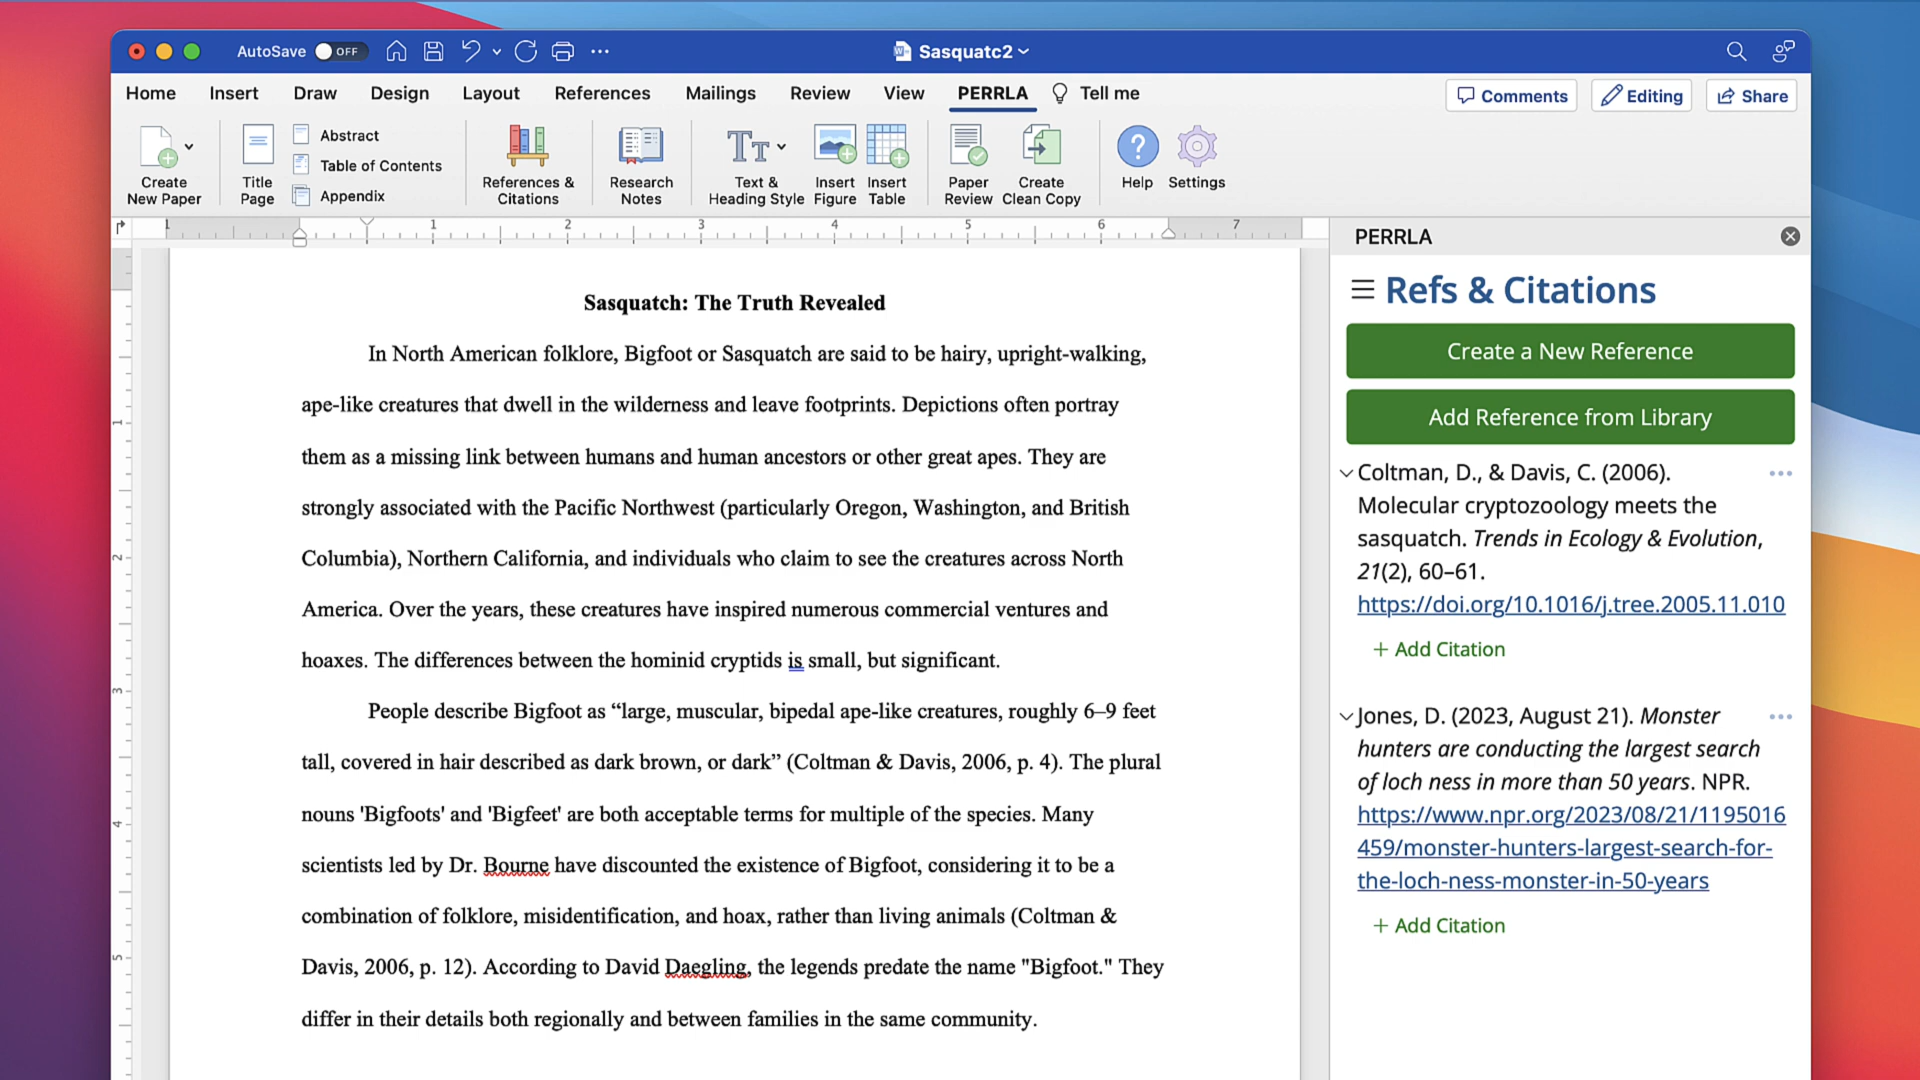 AutoSave OFF
Sasquatc2
Home Insert Draw Design Layout References Mailings Review View PERRLA Tell me
Comments Editing Share
Create New Paper
Title Page
Abstract
Table of Contents
Appendix
References & Citations
Research Notes
Text & Heading Style
Insert Figure
Insert Table
Paper Review
Create Clean Copy
? Help
Settings
1 1 2 3 4 5 6 7
1
2
3
4
5
Sasquatch: The Truth Revealed
In North American folklore, Bigfoot or Sasquatch are said to be hairy, upright-walking,
ape-like creatures that dwell in the wilderness and leave footprints. Depictions often portray
them as a missing link between humans and human ancestors or other great apes. They are
strongly associated with the Pacific Northwest (particularly Oregon, Washington, and British
Columbia), Northern California, and individuals who claim to see the creatures across North
America. Over the years, these creatures have inspired numerous commercial ventures and
hoaxes. The differences between the hominid cryptids is small, but significant.
People describe Bigfoot as “large, muscular, bipedal ape-like creatures, roughly 6–9 feet
tall, covered in hair described as dark brown, or dark” (Coltman & Davis, 2006, p. 4). The plural
nouns 'Bigfoots' and 'Bigfeet' are both acceptable terms for multiple of the species. Many
scientists led by Dr. Bourne have discounted the existence of Bigfoot, considering it to be a
combination of folklore, misidentification, and hoax, rather than living animals (Coltman &
Davis, 2006, p. 12). According to David Daegling, the legends predate the name "Bigfoot." They
differ in their details both regionally and between families in the same community.
PERRLA
Refs & Citations
Create a New Reference
Add Reference from Library
Coltman, D., & Davis, C. (2006).
Molecular cryptozoology meets the
sasquatch. Trends in Ecology & Evolution,
21(2), 60–61.
https://doi.org/10.1016/j.tree.2005.11.010
+ Add Citation
Jones, D. (2023, August 21). Monster
hunters are conducting the largest search
of loch ness in more than 50 years. NPR.
https://www.npr.org/2023/08/21/1195016
459/monster-hunters-largest-search-for-
the-loch-ness-monster-in-50-years
+ Add Citation